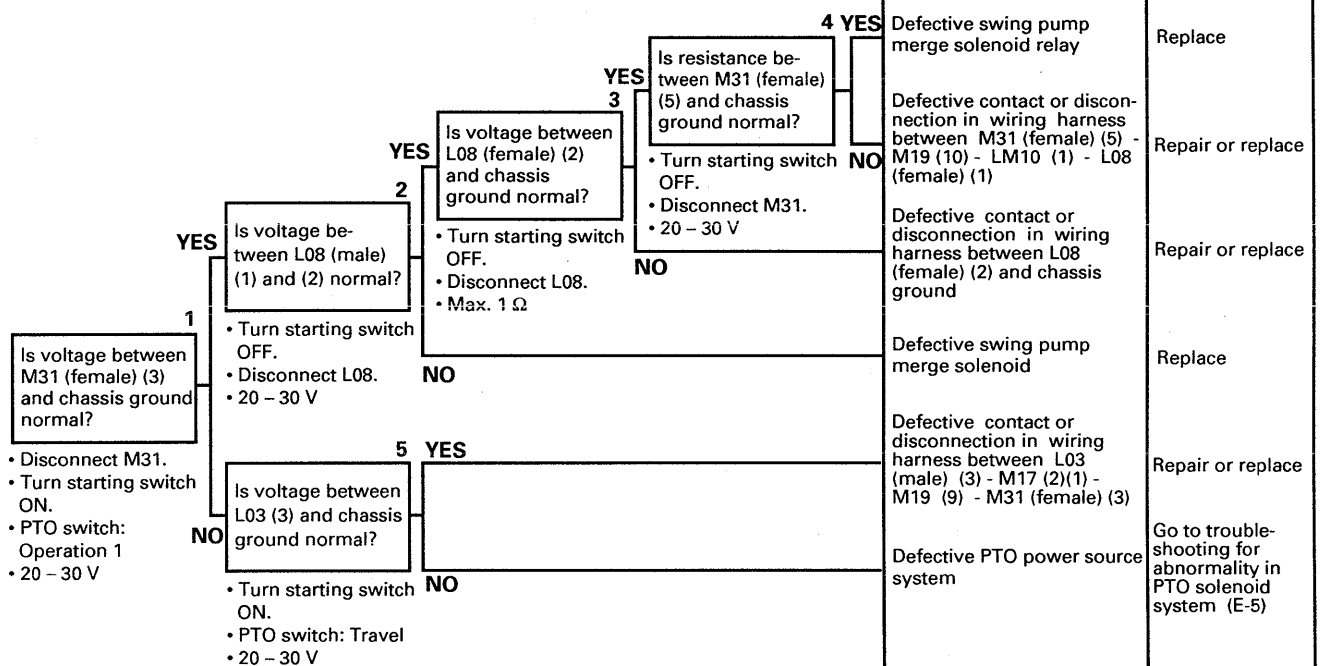 4 YES
Defective swing pump
merge solenoid relay
Replace
Is resistance be-
tween M31 (female)
(5) and chassis
ground normal?
YES
3
Defective contact or discon-
nection in wiring harness
between M31 (female) (5) -
M19 (10) - LM10 (1) - L08
(female) (1)
Repair or replace
NO
• Turn starting switch
OFF.
• Disconnect M31.
• 20 – 30 V
Is voltage between
L08 (female) (2)
and chassis
ground normal?
YES
2
Defective contact or
disconnection in wiring
harness between L08
(female) (2) and chassis
ground
Repair or replace
NO
• Turn starting switch
OFF.
• Disconnect L08.
• Max. 1 Ω
Is voltage be-
tween L08 (male)
(1) and (2) normal?
YES
1
Defective swing pump
merge solenoid
Replace
NO
• Turn starting switch
OFF.
• Disconnect L08.
• 20 – 30 V
Is voltage between
M31 (female) (3)
and chassis ground
normal?
• Disconnect M31.
• Turn starting switch
ON.
• PTO switch:
Operation 1
• 20 – 30 V
NO
5 YES
Defective contact or
disconnection in wiring
harness between L03
(male) (3) - M17 (2)(1) -
M19 (9) - M31 (female) (3)
Repair or replace
Is voltage between
L03 (3) and chassis
ground normal?
NO
Defective PTO power source
system
Go to trouble-
shooting for
abnormality in
PTO solenoid
system (E-5)
• Turn starting switch
ON.
• PTO switch: Travel
• 20 – 30 V